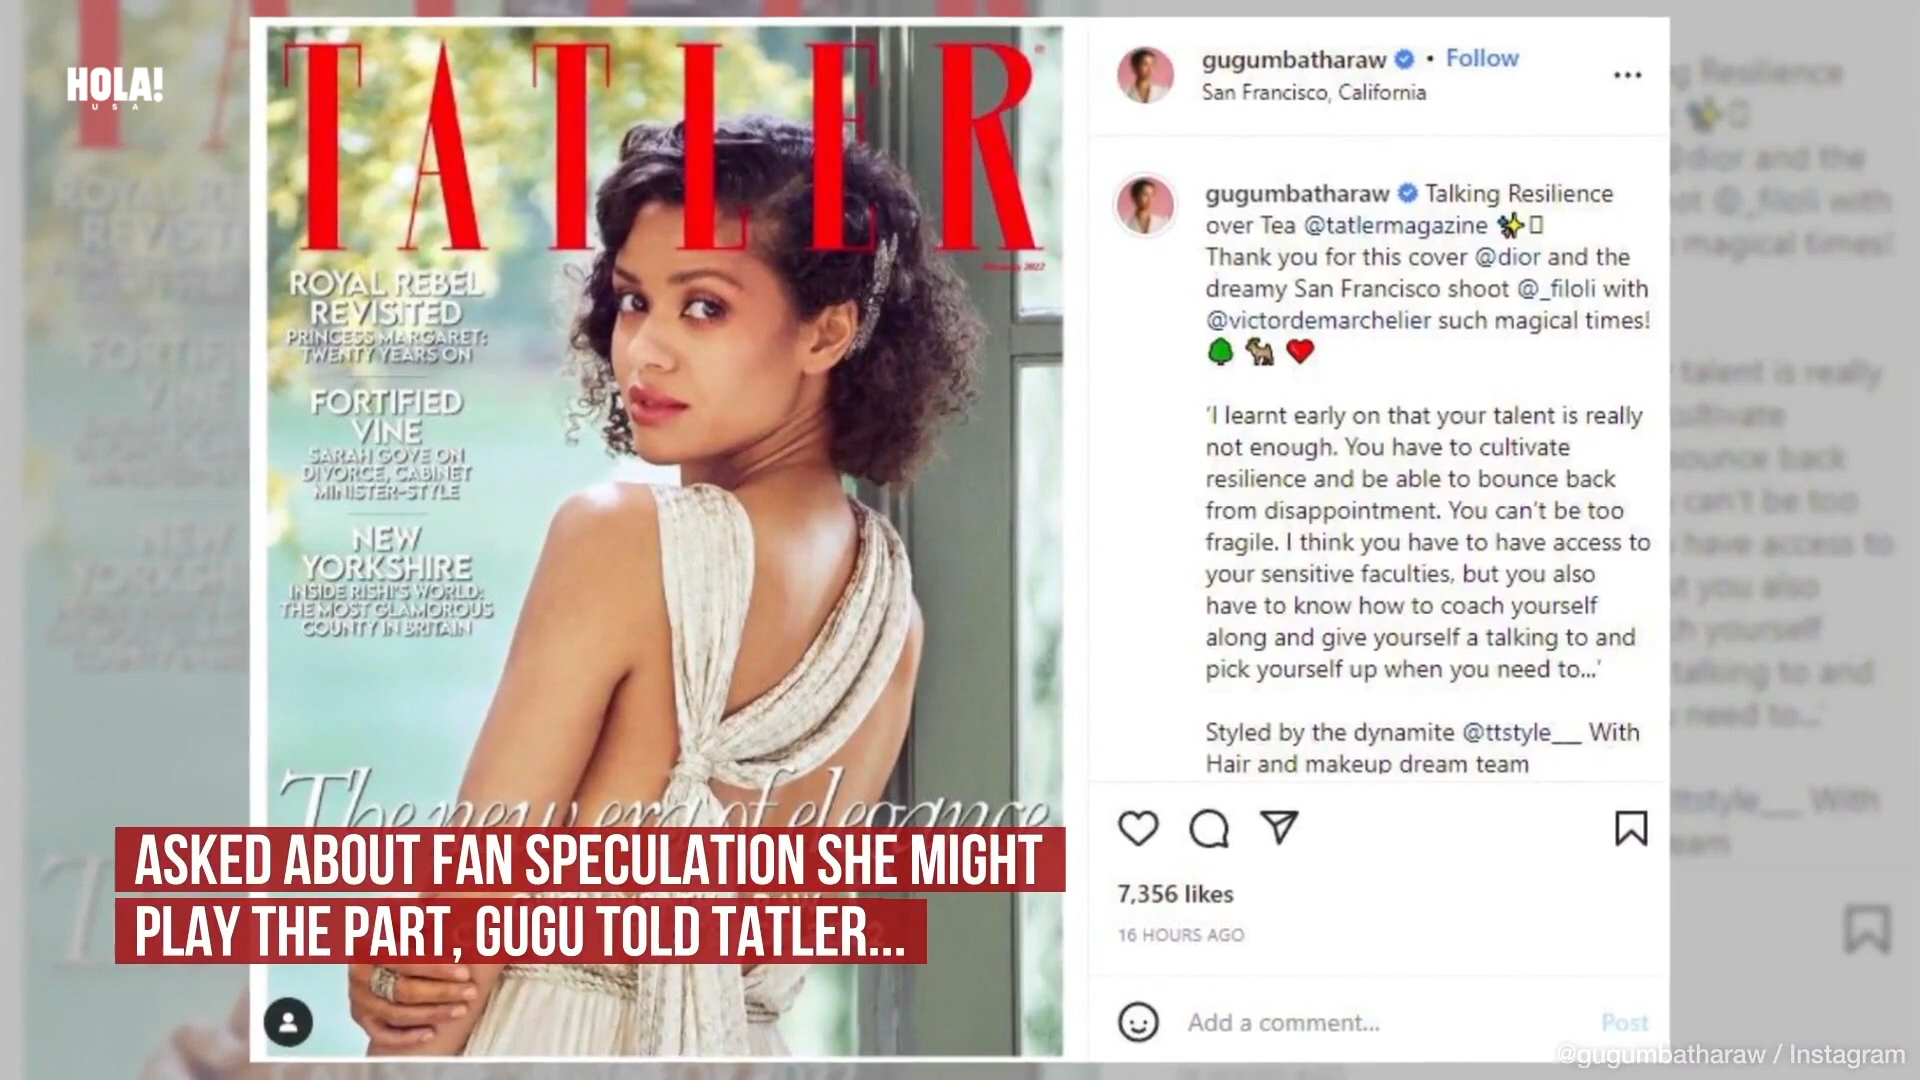 HOLA!
USA
TATLER
ROYAL REBEL
REVISITED
PRINCESS MARGARET:
TWENTY YEARS ON
FORTIFIED
VINE
SARAH GOVE ON
DIVORCE, CABINET
MINISTER-STYLE
NEW
YORKSHIRE
INSIDE RISHI'S WORLD:
THE MOST GLAMOROUS
COUNTY IN BRITAIN
The new era of elegance
ASKED ABOUT FAN SPECULATION SHE MIGHT
PLAY THE PART, GUGU TOLD TATLER...
gugumbatharaw • Follow
San Francisco, California
gugumbatharaw Talking Resilience
over Tea @tatlermagazine
Thank you for this cover @dior and the
dreamy San Francisco shoot @_filoli with
@victordemarchelier such magical times!
'I learnt early on that your talent is really
not enough. You have to cultivate
resilience and be able to bounce back
from disappointment. You can't be too
fragile. I think you have to have access to
your sensitive faculties, but you also
have to know how to coach yourself
along and give yourself a talking to and
pick yourself up when you need to...'
Styled by the dynamite @ttstyle__ With
Hair and makeup dream team
7,356 likes
16 HOURS AGO
Add a comment... Post
@gugumbatharaw / Instagram